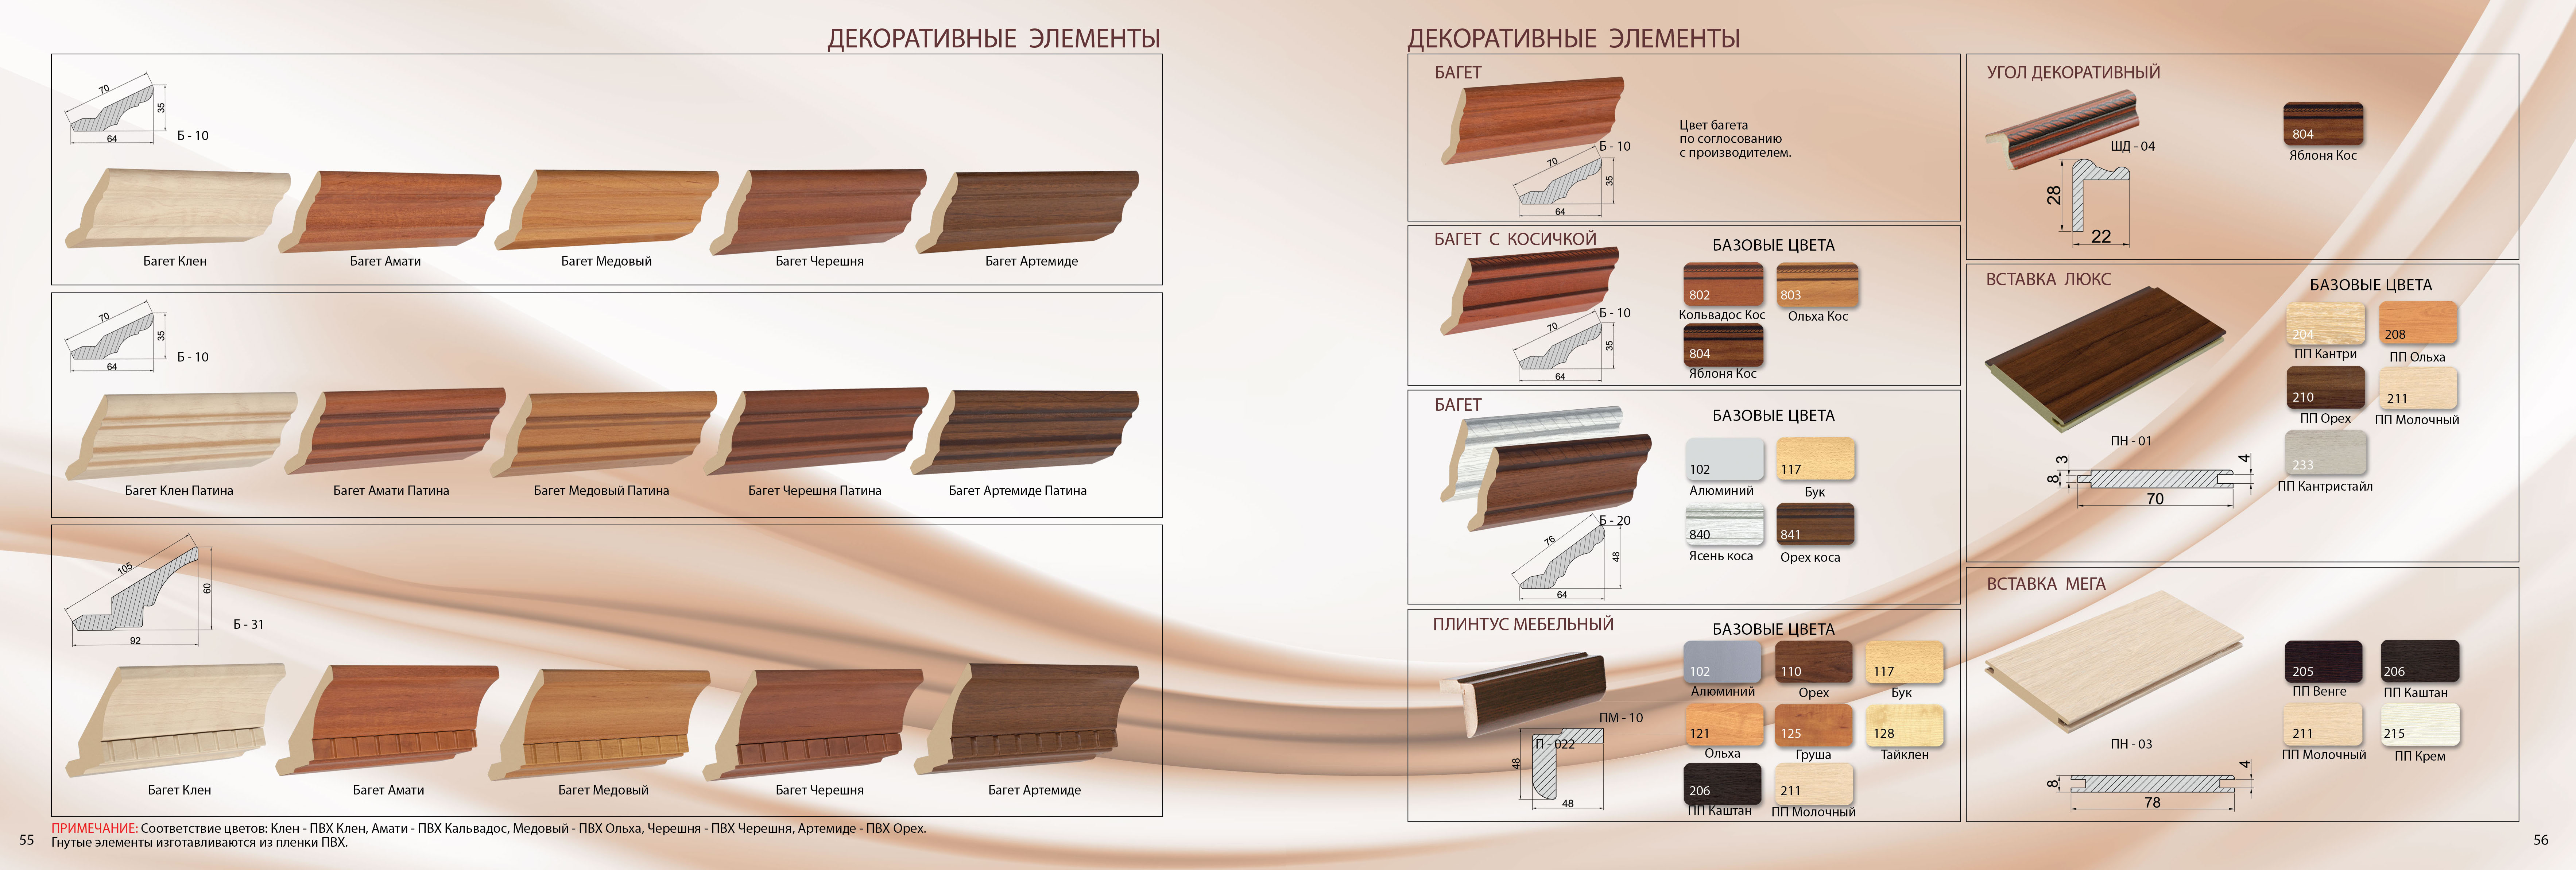 ДЕКОРАТИВНЫЕ ЭЛЕМЕНТЫ
70
35
64
Б - 10
Багет Клен
Багет Амати
Багет Медовый
Багет Черешня
Багет Артемиде
70
35
64
Б - 10
Багет Клен Патина
Багет Амати Патина
Багет Медовый Патина
Багет Черешня Патина
Багет Артемиде Патина
105
60
92
Б - 31
Багет Клен
Багет Амати
Багет Медовый
Багет Черешня
Багет Артемиде
ПРИМЕЧАНИЕ: Соответствие цветов: Клен - ПВХ Клен, Амати - ПВХ Кальвадос, Медовый - ПВХ Ольха, Черешня - ПВХ Черешня, Артемиде - ПВХ Орех.
Гнутые элементы изготавливаются из пленки ПВХ.
55
ДЕКОРАТИВНЫЕ ЭЛЕМЕНТЫ
БАГЕТ
Цвет багета
по соглосованию
с производителем.
Б - 10
70
35
64
БАГЕТ С КОСИЧКОЙ
БАЗОВЫЕ ЦВЕТА
802
Кольвадос Кос
803
Ольха Кос
804
Яблоня Кос
Б - 10
70
35
64
БАГЕТ
БАЗОВЫЕ ЦВЕТА
102
Алюминий
117
Бук
840
Ясень коса
841
Орех коса
Б - 20
76
48
64
ПЛИНТУС МЕБЕЛЬНЫЙ
БАЗОВЫЕ ЦВЕТА
102
Алюминий
110
Орех
117
Бук
121
Ольха
125
Груша
128
Тайклен
206
ПП Каштан
211
ПП Молочный
ПМ - 10
П - 022
48
48
УГОЛ ДЕКОРАТИВНЫЙ
804
Яблоня Кос
ШД - 04
28
22
ВСТАВКА ЛЮКС
БАЗОВЫЕ ЦВЕТА
204
ПП Кантри
208
ПП Ольха
210
ПП Орех
211
ПП Молочный
233
ПП Кантристайл
ПН - 01
3
8
4
70
ВСТАВКА МЕГА
205
ПП Венге
206
ПП Каштан
211
ПП Молочный
215
ПП Крем
ПН - 03
8
4
78
56